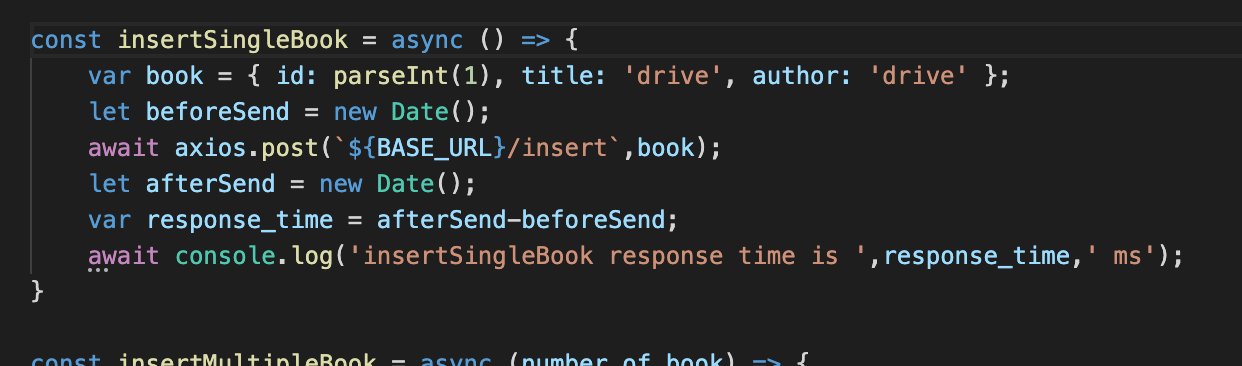 const insertSingleBook = async () => {
    var book = { id: parseInt(1), title: 'drive', author: 'drive' };
    let beforeSend = new Date();
    await axios.post(`${BASE_URL}/insert`,book);
    let afterSend = new Date();
    var response_time = afterSend-beforeSend;
    await console.log('insertSingleBook response time is ',response_time,' ms');
}
const insertMultipleBook = async (number_of_book) => {